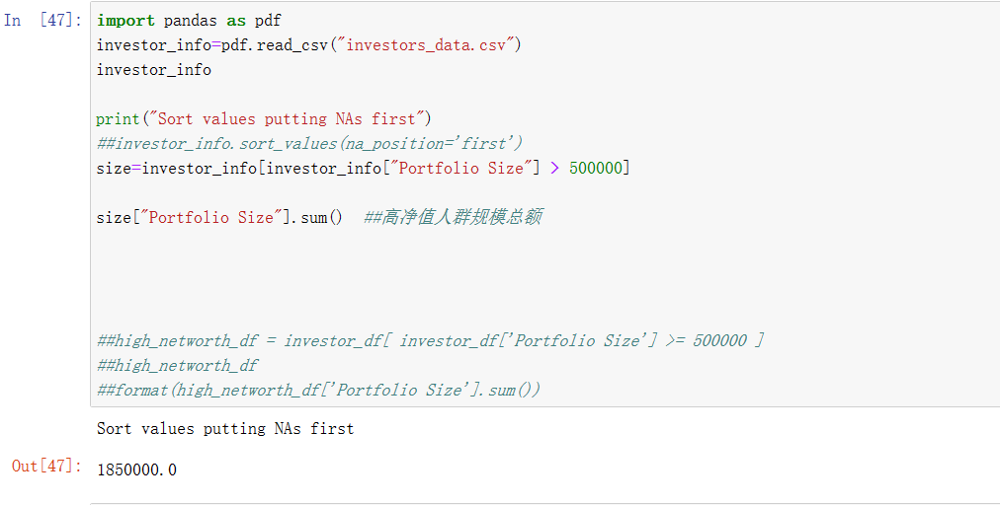 In [47]:
import pandas as pdf
investor_info=pdf.read_csv("investors_data.csv")
investor_info
print("Sort values putting NAs first")
##investor_info.sort_values(na_position='first')
size=investor_info[investor_info["Portfolio Size"] > 500000]
size["Portfolio Size"].sum()  ##高净值人群规模总额
##high_networth_df = investor_df[ investor_df['Portfolio Size'] >= 500000 ]
##high_networth_df
##format(high_networth_df['Portfolio Size'].sum())
Sort values putting NAs first
Out[47]: 1850000.0